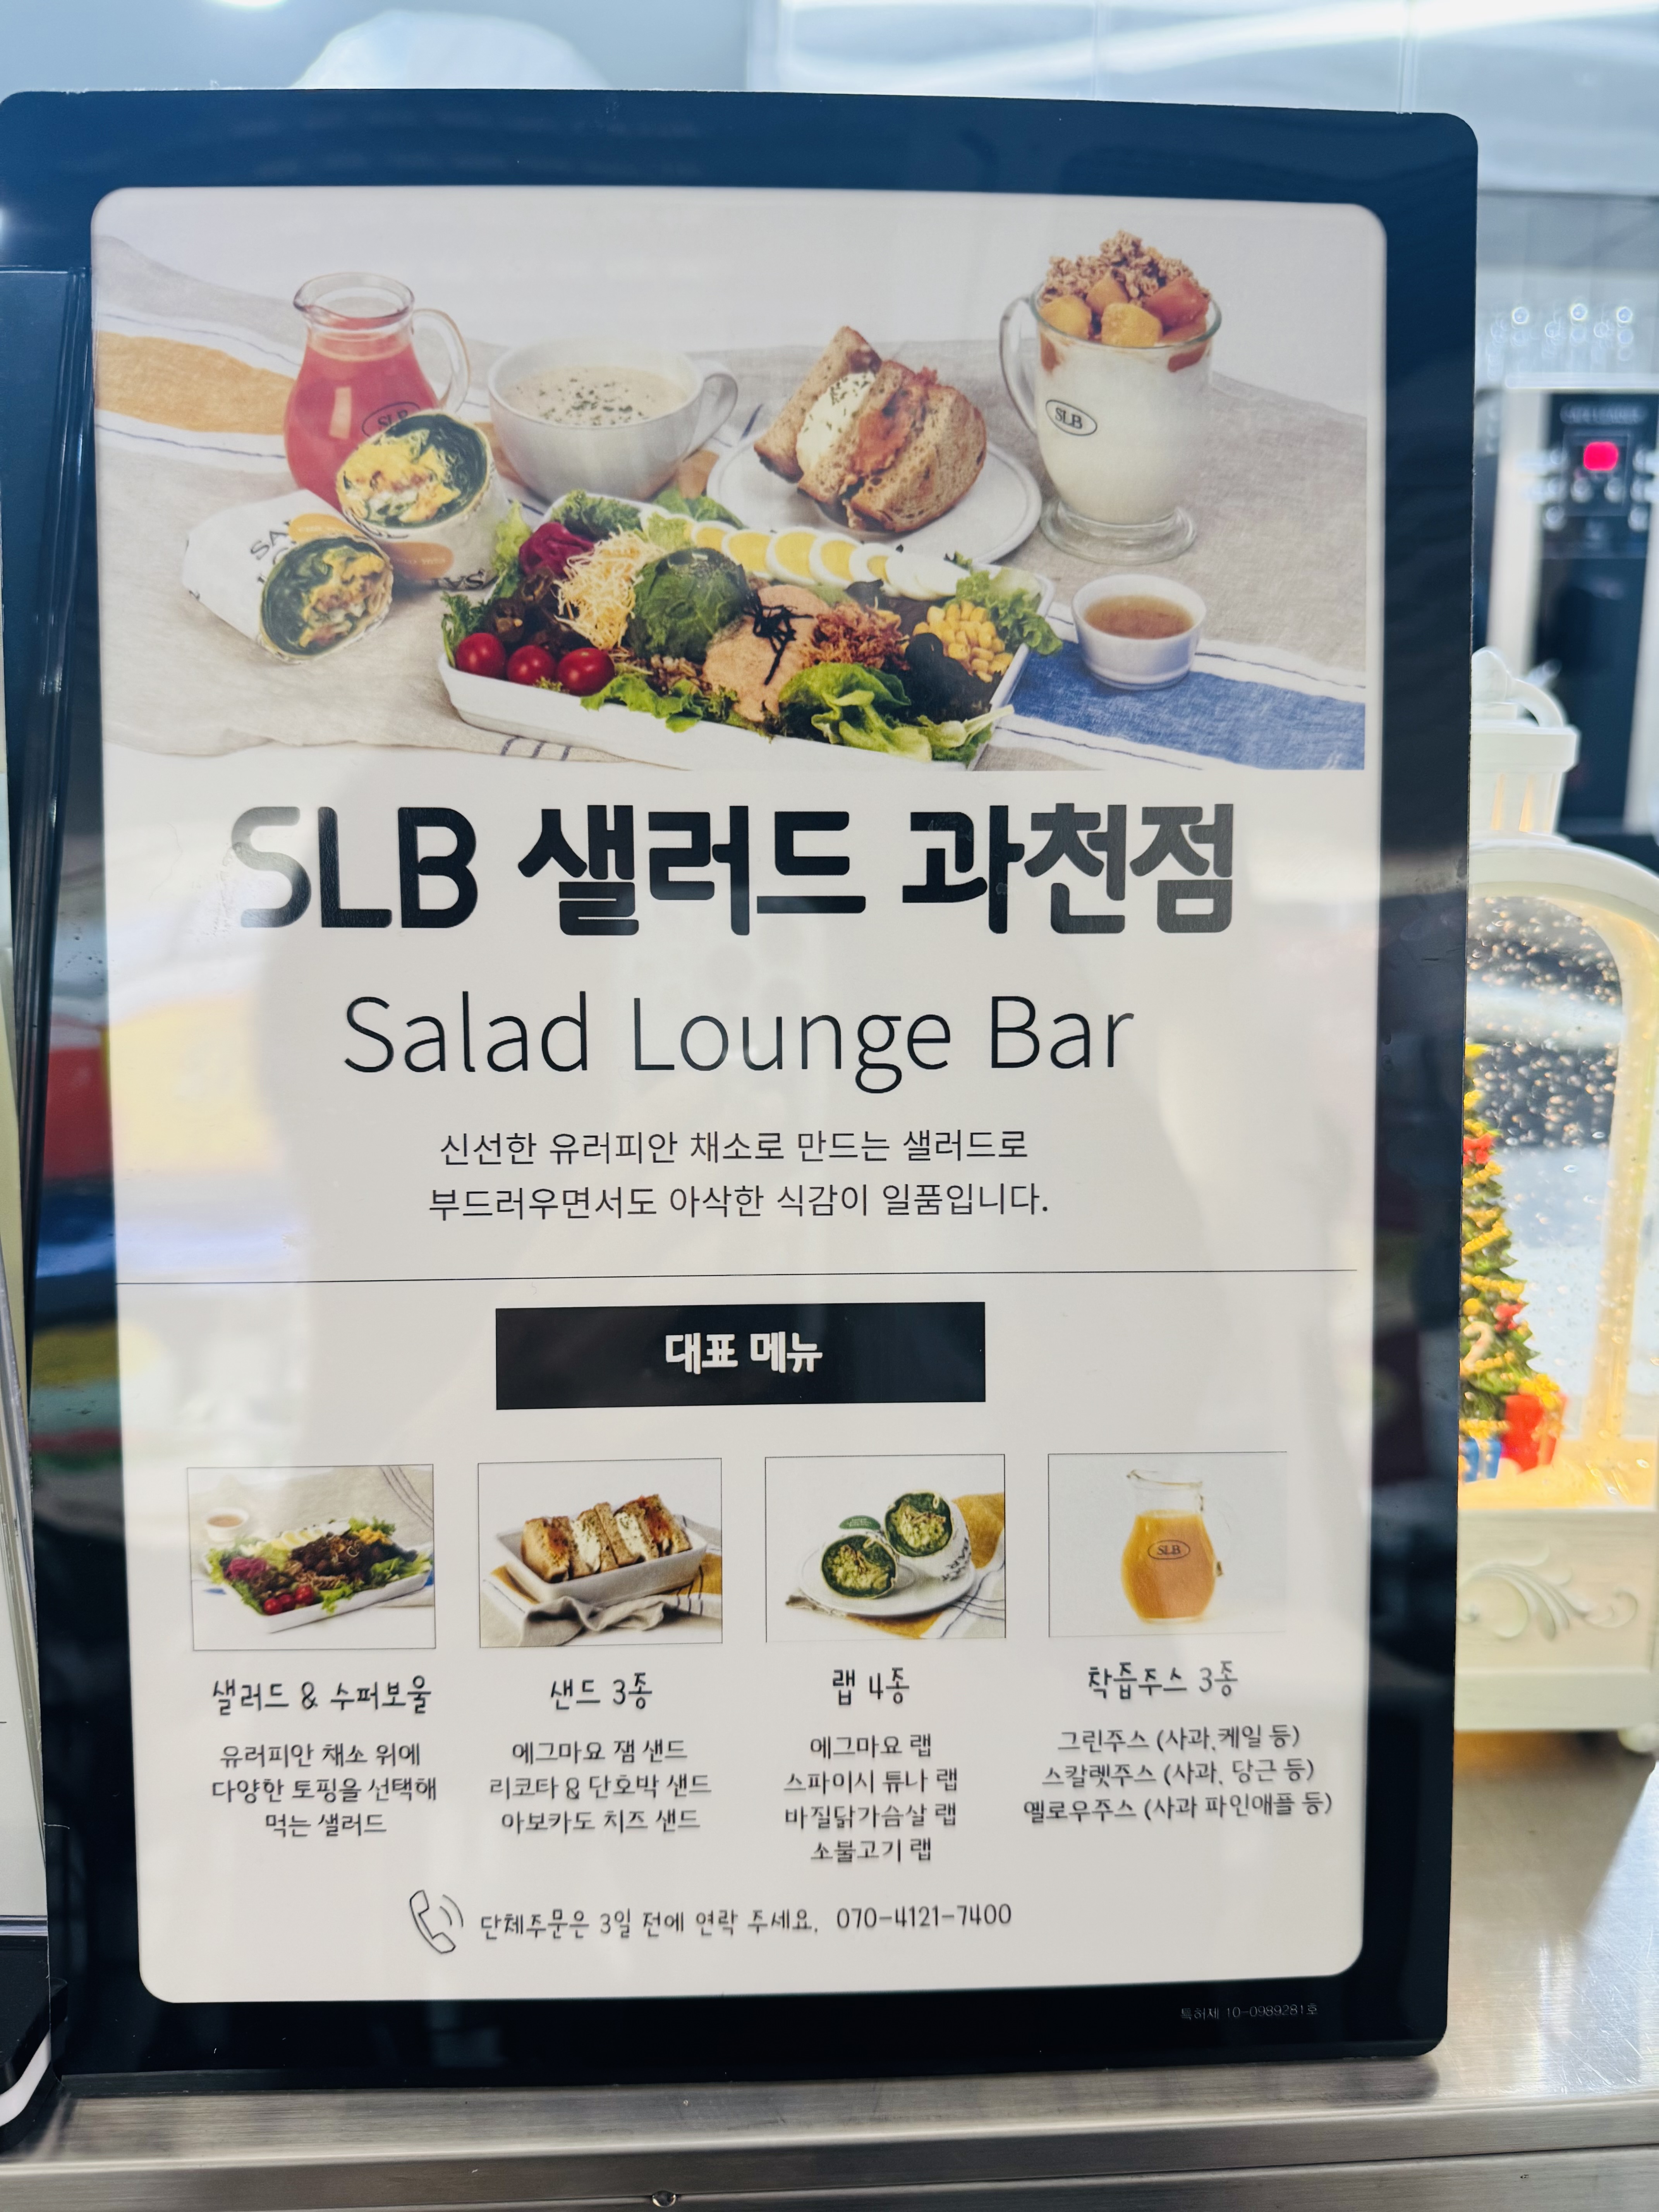 SLB
SLB
SLB 샐러드 과천점
Salad Lounge Bar
신선한 유러피안 채소로 만드는 샐러드로
부드러우면서도 아삭한 식감이 일품입니다.
대표 메뉴
SLB
샐러드 & 수퍼보울
유러피안 채소 위에
다양한 토핑을 선택해
먹는 샐러드
샌드 3종
에그마요 잼 샌드
리코타 & 단호박 샌드
아보카도 치즈 샌드
랩 4종
에그마요 랩
스파이시 튜나 랩
바질닭가슴살 랩
소불고기 랩
착즙주스 3종
그린주스 (사과,케일 등)
스칼렛주스 (사과, 당근 등)
옐로우주스 (사과 파인애플 등)
단체주문은 3일 전에 연락 주세요. 070-4121-7400
특허제 10-0989281호